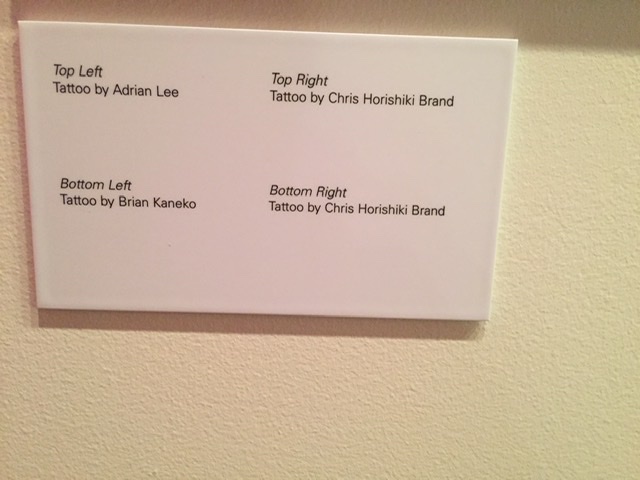 Top Left
Tattoo by Adrian Lee
Top Right
Tattoo by Chris Horishiki Brand
Bottom Left
Tattoo by Brian Kaneko
Bottom Right
Tattoo by Chris Horishiki Brand